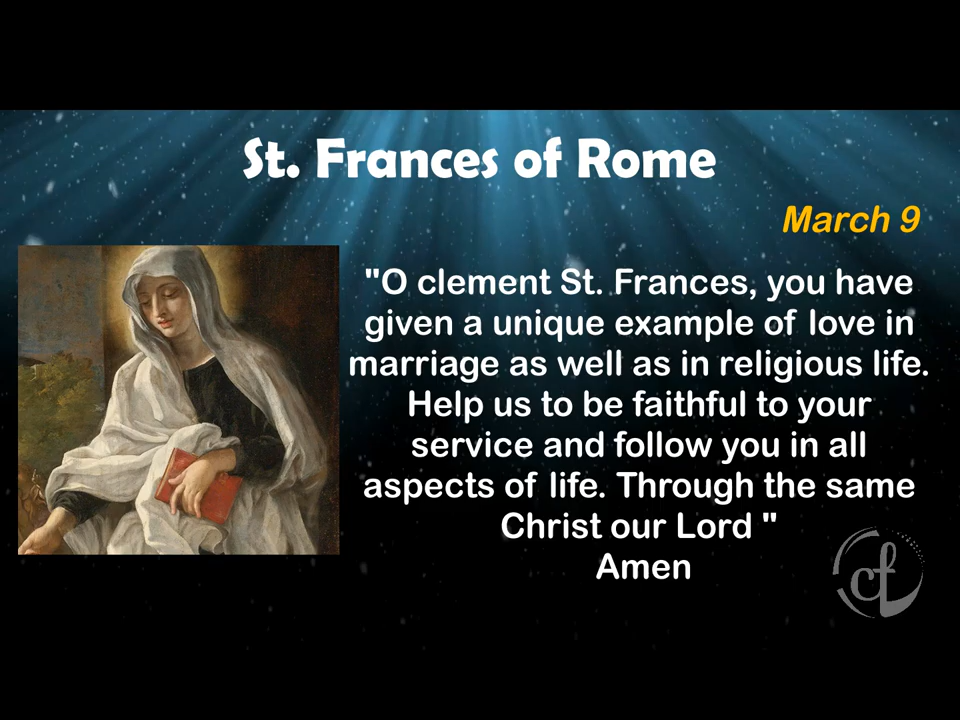 St. Frances of Rome
March 9
"O clement St. Frances, you have
given a unique example of love in
marriage as well as in religious life.
Help us to be faithful to your
service and follow you in all
aspects of life. Through the same
Christ our Lord "
Amen
cfL